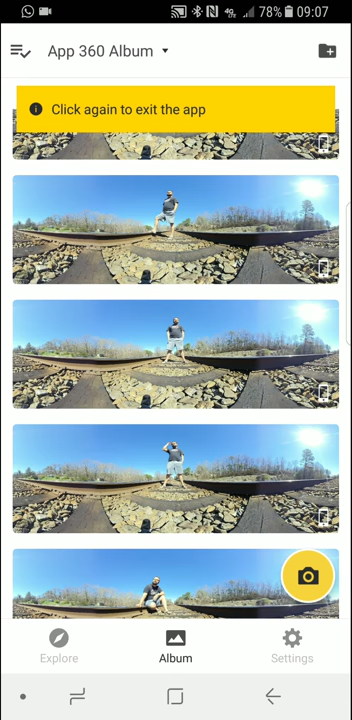 78% 09:07
App 360 Album
Click again to exit the app
Explore
Album
Settings